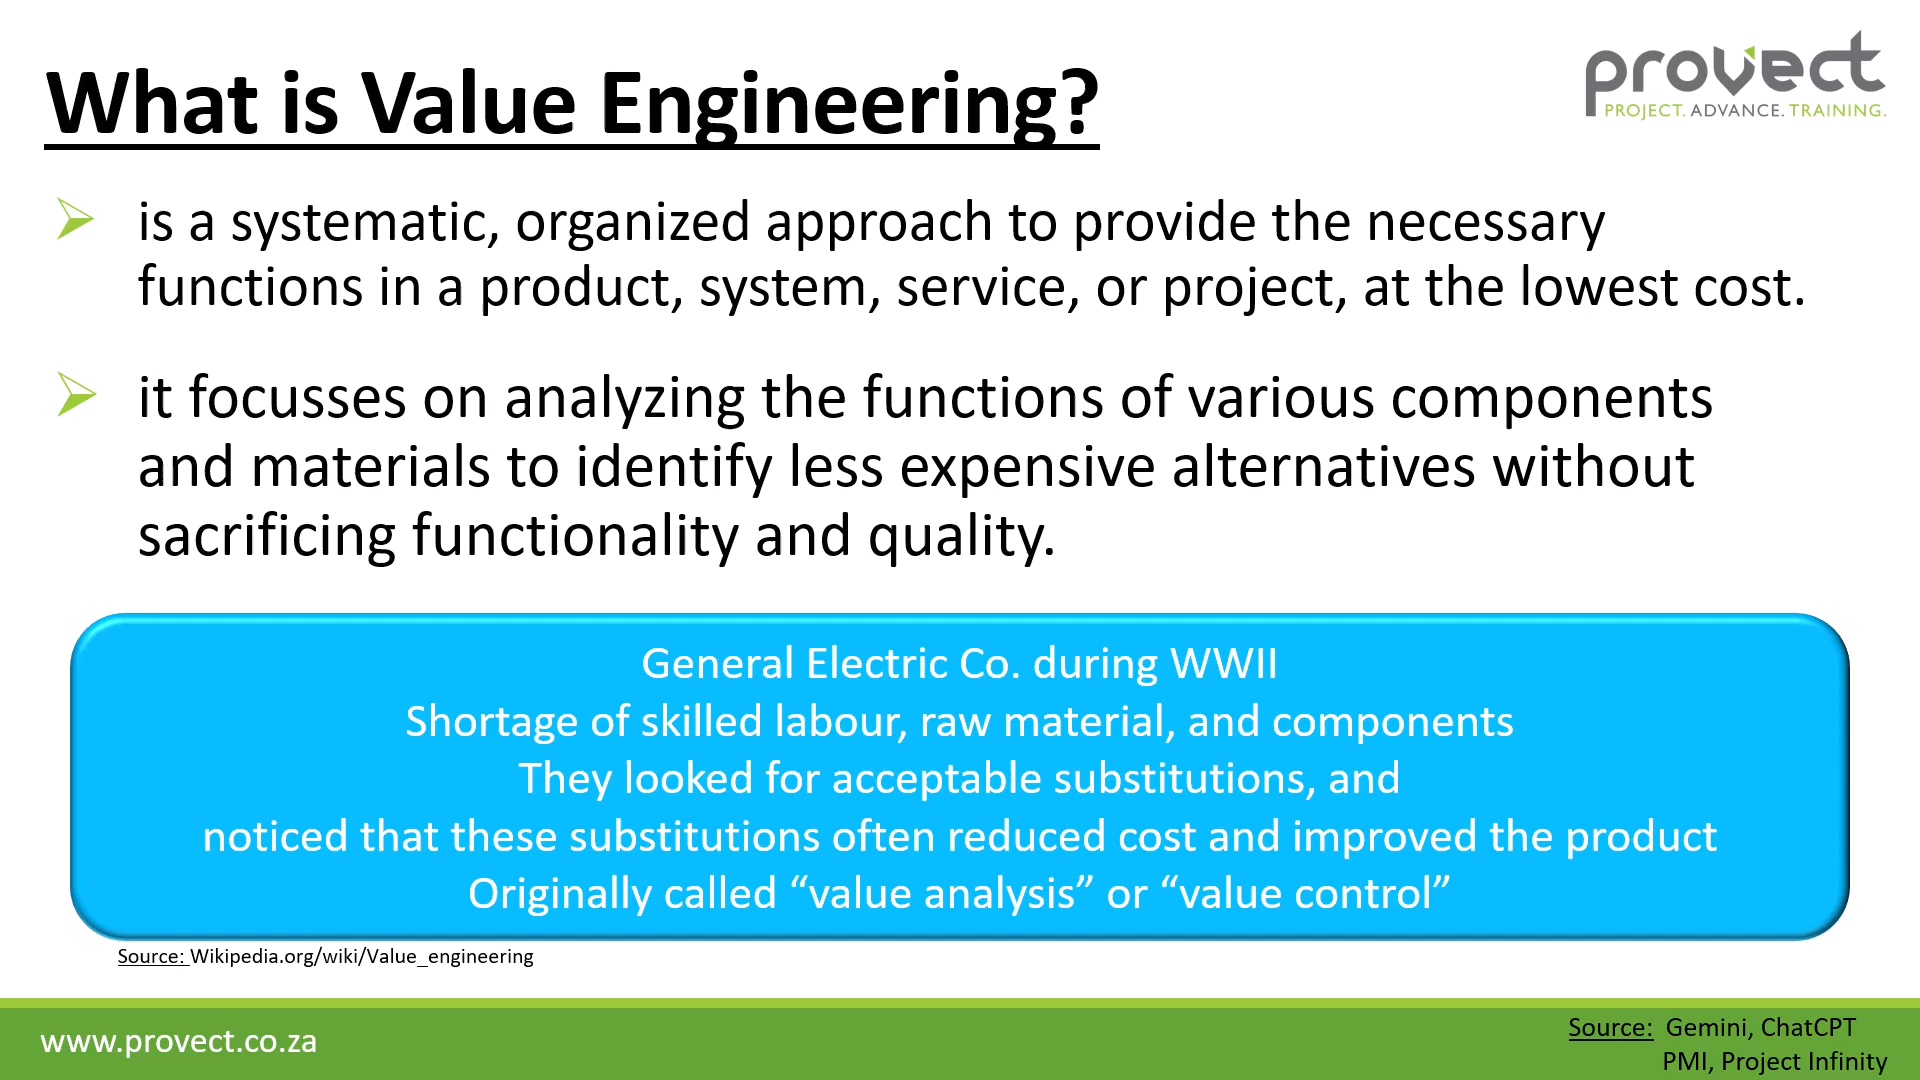 What is Value Engineering?
provect
PROJECT. ADVANCE. TRAINING.
is a systematic, organized approach to provide the necessary
functions in a product, system, service, or project, at the lowest cost.
it focusses on analyzing the functions of various components
and materials to identify less expensive alternatives without
sacrificing functionality and quality.
General Electric Co. during WWII
Shortage of skilled labour, raw material, and components
They looked for acceptable substitutions, and
noticed that these substitutions often reduced cost and improved the product
Originally called “value analysis” or “value control”
Source: Wikipedia.org/wiki/Value_engineering
www.provect.co.za
Source: Gemini, ChatCPT
PMI, Project Infinity